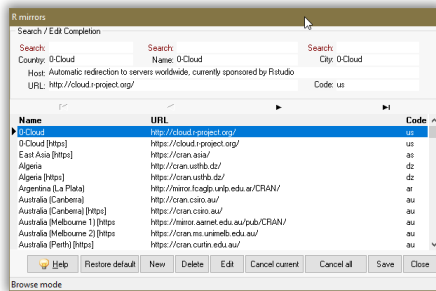 R mirrors
Search / Edit Completion
Search: Search: Search:
Country: 0-Cloud Name: 0-Cloud City: 0-Cloud
Host: Automatic redirection to servers worldwide, currently sponsored by Rstudio
URL: http://cloud.r-project.org/ Code: us
Name URL Code
0-Cloud http://cloud.r-project.org/ us
0-Cloud [https] https://cloud.r-project.org/ us
East Asia [https] https://cran.asia/ as
Algeria http://cran.usthb.dz/ dz
Algeria [https] https://cran.usthb.dz/ dz
Argentina (La Plata) http://mirror.fcaglp.unlp.edu.ar/CRAN/ ar
Australia (Canberra) http://cran.csiro.au/ au
Australia (Canberra) [https] https://cran.csiro.au/ au
Australia (Melbourne 1) [https https://mirror.aarnet.edu.au/pub/CRAN/ au
Australia (Melbourne 2) [https https://cran.ms.unimelb.edu.au/ au
Australia (Perth) [https] https://cran.curtin.edu.au/ au
Help Restore default New Delete Edit Cancel current Cancel all Save Close
Browse mode